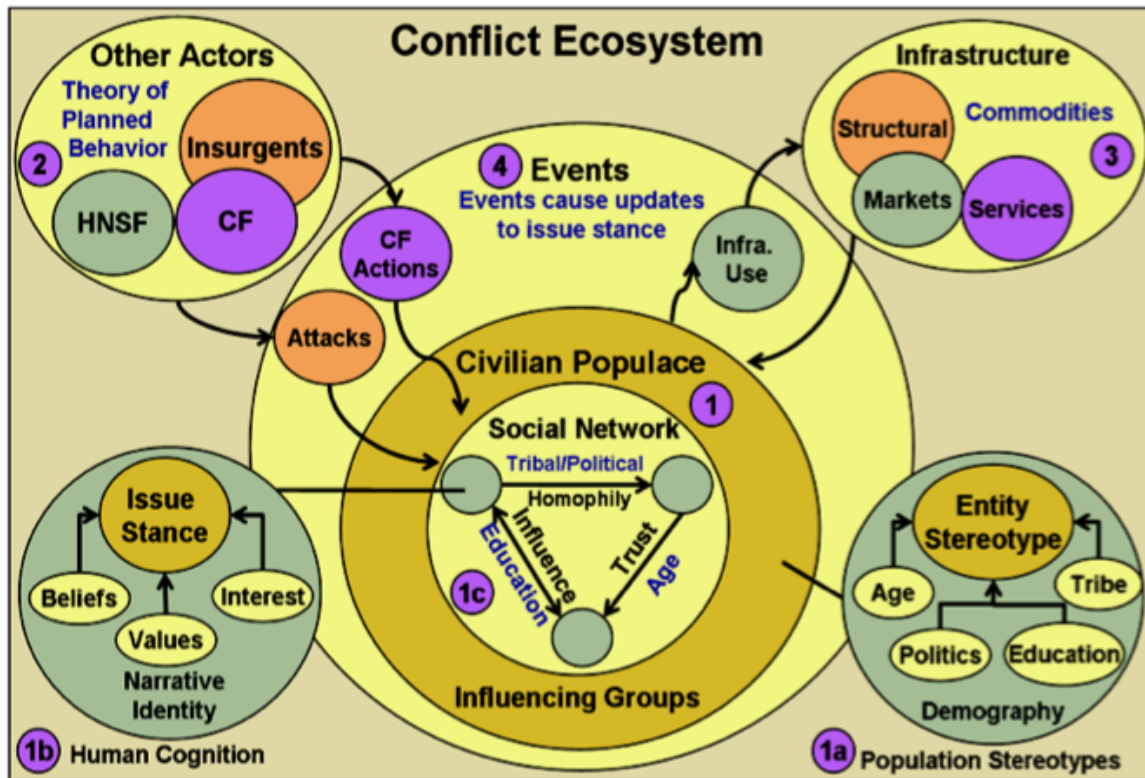 Conflict Ecosystem
Other Actors
Theory of
Planned
Behavior
2
Insurgents
HNSF
CF
Infrastructure
Commodities
Structural
3
Markets
Services
4
Events
Events cause updates
to issue stance
CF
Actions
Infra.
Use
Attacks
Civilian Populace
1
Social Network
Tribal/Political
Homophily
Influence
Education
Trust
Age
1c
Influencing Groups
Issue
Stance
Beliefs
Interest
Values
Narrative
Identity
1b
Human Cognition
Entity
Stereotype
Age
Tribe
Politics
Education
Demography
1a
Population Stereotypes